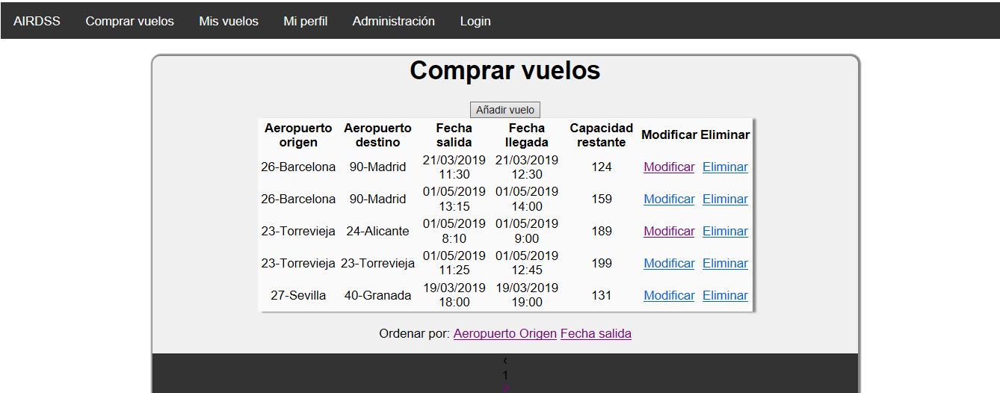 AIRDSS Comprar vuelos Mis vuelos Mi perfil Administración Login
Comprar vuelos
Añadir vuelo
Aeropuerto Aeropuerto Fecha Fecha Capacidad
origen destino salida llegada restante Modificar Eliminar
26-Barcelona 90-Madrid 21/03/2019 21/03/2019 124 Modificar Eliminar
11:30 12:30
26-Barcelona 90-Madrid 01/05/2019 01/05/2019 159 Modificar Eliminar
13:15 14:00
23-Torrevieja 24-Alicante 01/05/2019 01/05/2019 189 Modificar Eliminar
8:10 9:00
23-Torrevieja 23-Torrevieja 01/05/2019 01/05/2019 199 Modificar Eliminar
11:25 12:45
27-Sevilla 40-Granada 19/03/2019 19/03/2019 131 Modificar Eliminar
18:00 19:00
Ordenar por: Aeropuerto Origen Fecha salida
‹
1